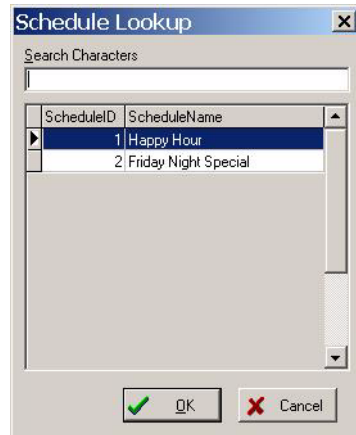 Schedule Lookup
Search Characters
ScheduleID ScheduleName
1 Happy Hour
2 Friday Night Special
OK Cancel